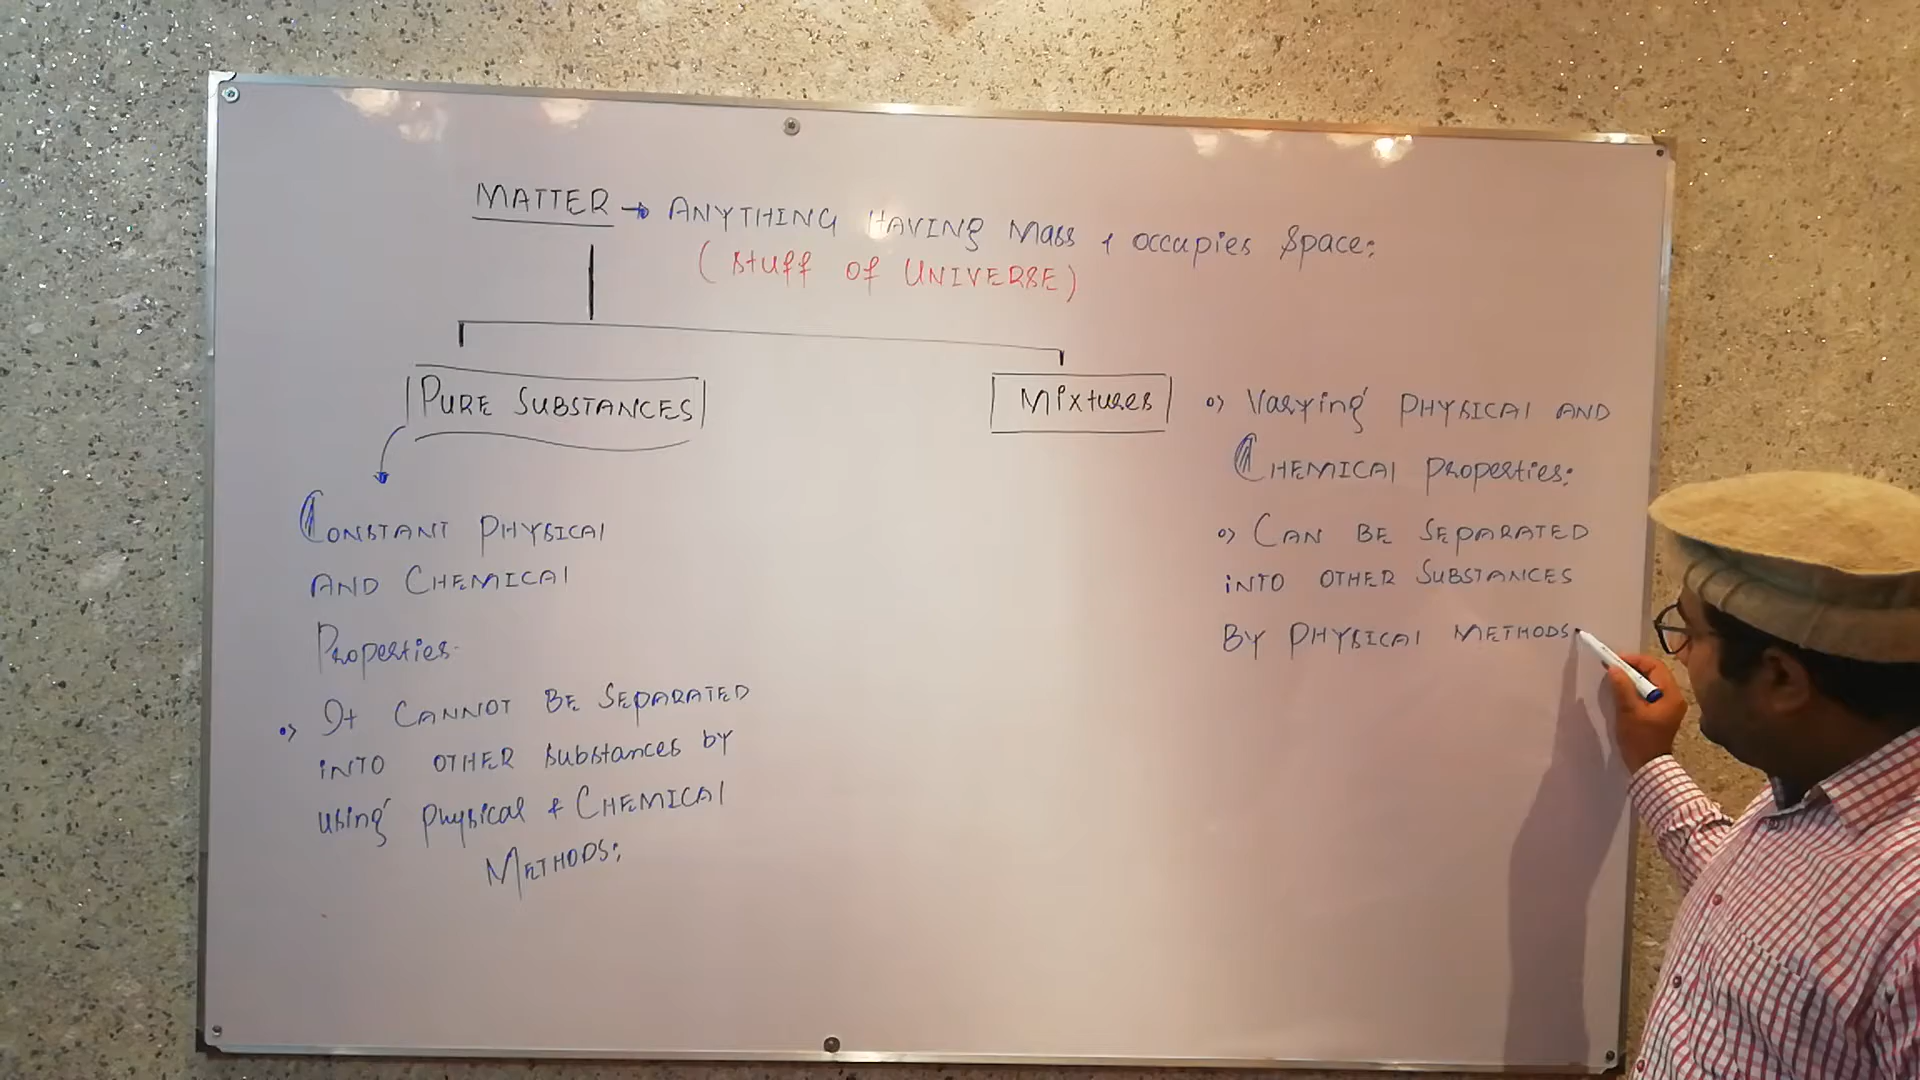 MATTER → ANYTHING HAVING MASS & OCCUPIES SPACE:
(STUFF OF UNIVERSE)
PURE SUBSTANCES
MIXTURES
CONSTANT PHYSICAL
AND CHEMICAL
PROPERTIES.
°) IT CANNOT BE SEPARATED
INTO OTHER SUBSTANCES BY
USING PHYSICAL & CHEMICAL
METHODS:
°) VARYING PHYSICAL AND
CHEMICAL PROPERTIES:
°) CAN BE SEPARATED
INTO OTHER SUBSTANCES
BY PHYSICAL METHODS